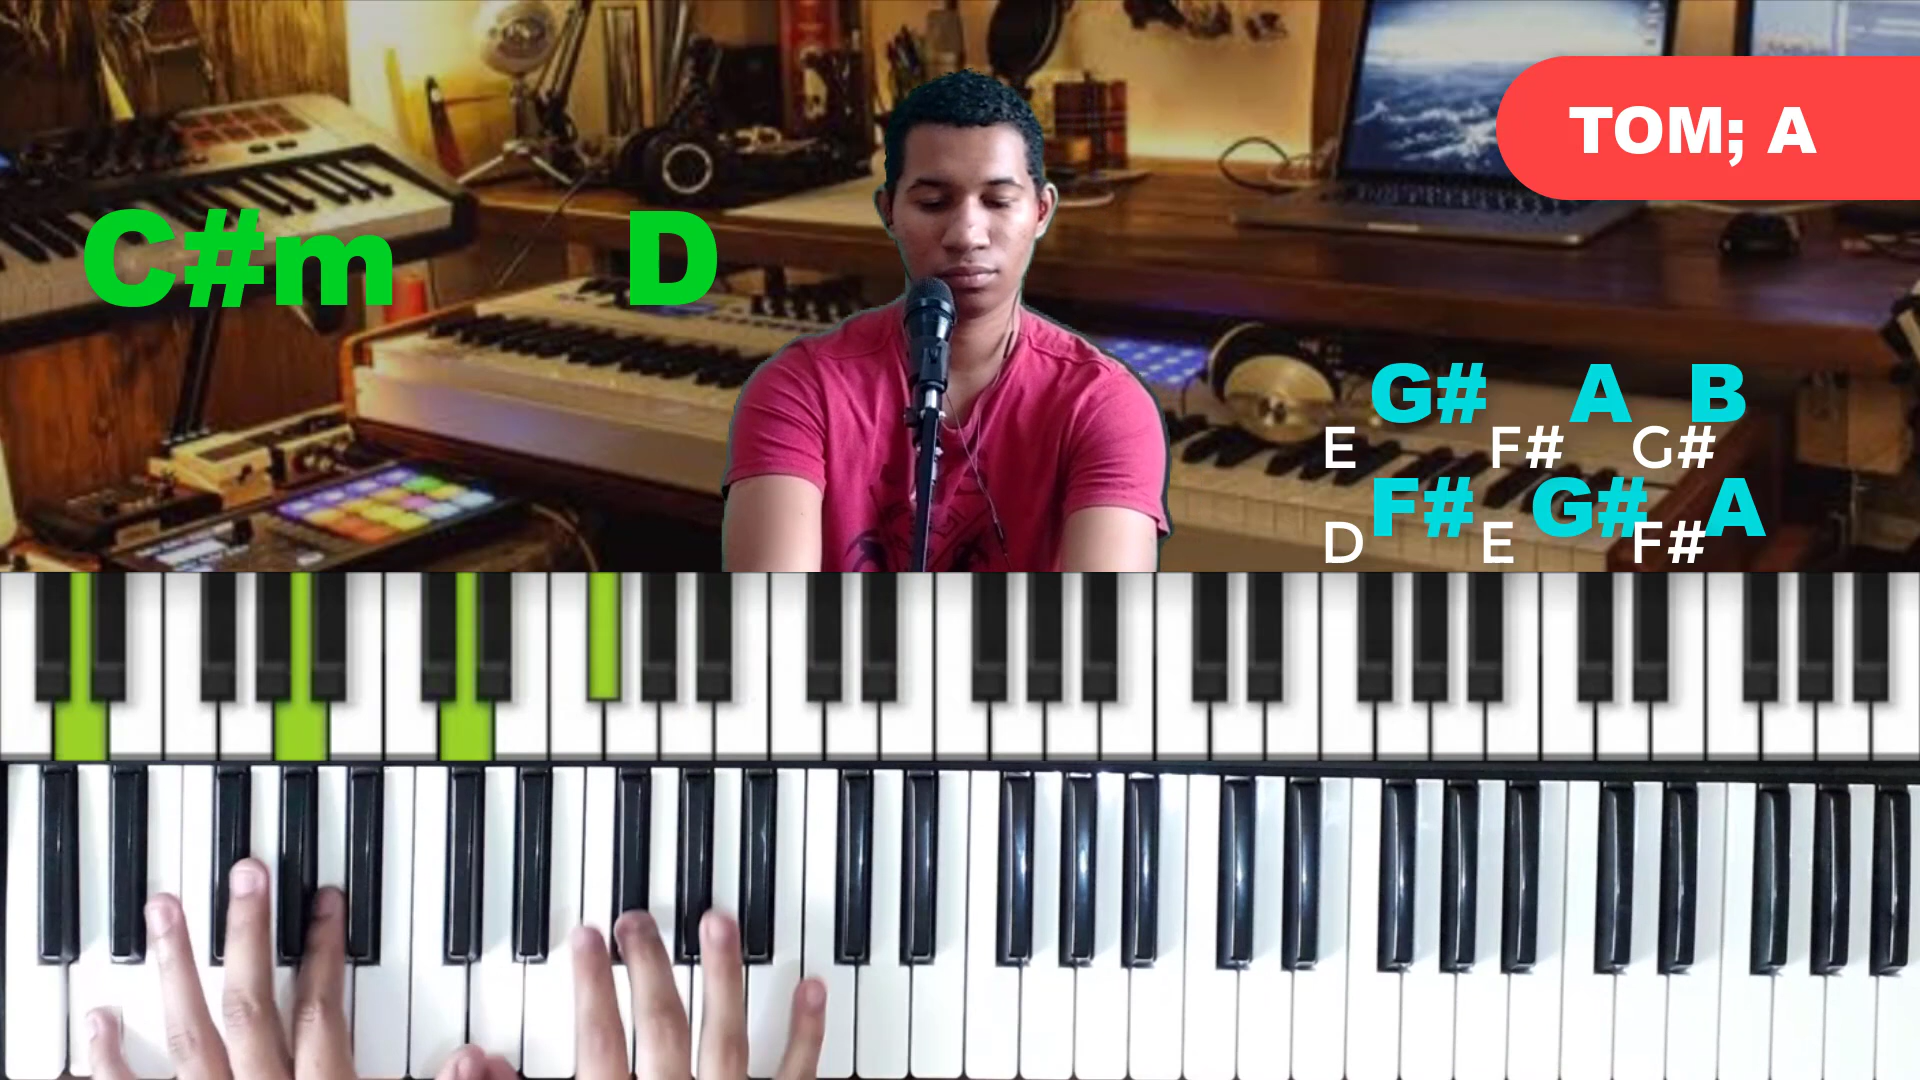 TOM; A
C#m D
G# A B
E F# G#
F# G# A
D E F#